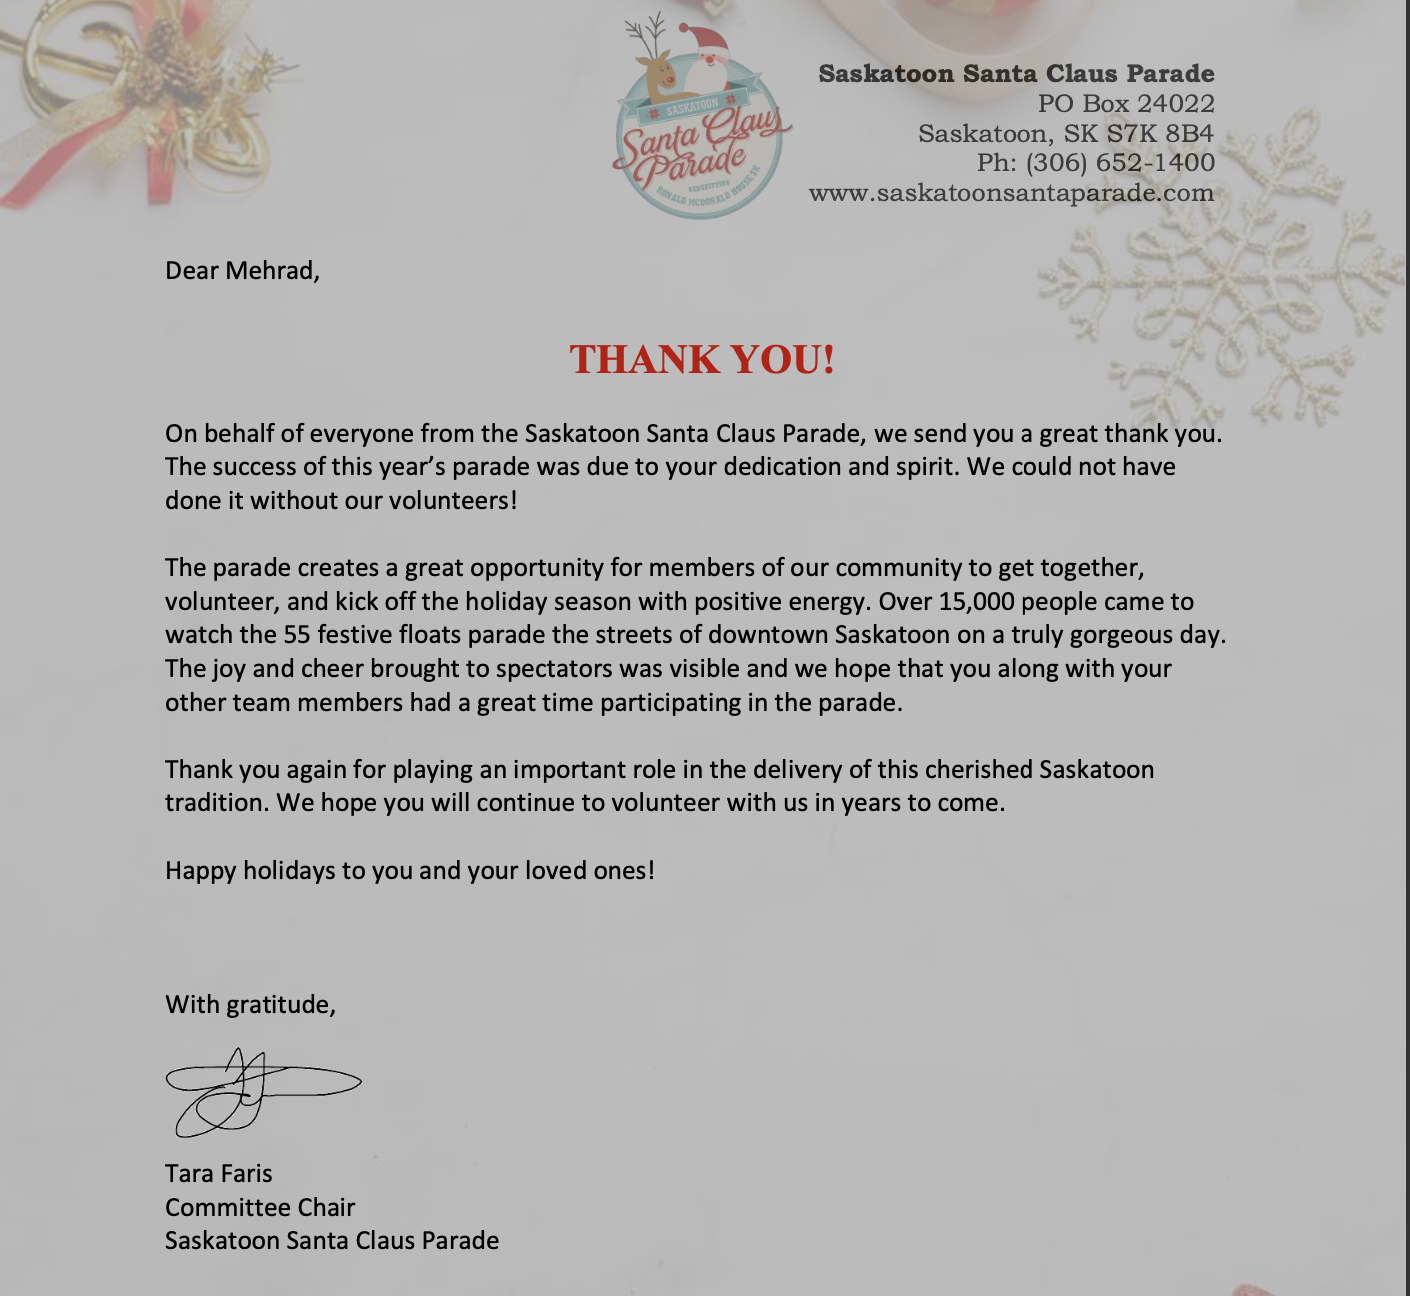 SASKATOON
Santa Claus
Parade
BENEFITTING
RONALD MCDONALD HOUSE SK
Saskatoon Santa Claus Parade
PO Box 24022
Saskatoon, SK S7K 8B4
Ph: (306) 652-1400
www.saskatoonsantaparade.com
Dear Mehrad,
THANK YOU!
On behalf of everyone from the Saskatoon Santa Claus Parade, we send you a great thank you.
The success of this year’s parade was due to your dedication and spirit. We could not have
done it without our volunteers!
The parade creates a great opportunity for members of our community to get together,
volunteer, and kick off the holiday season with positive energy. Over 15,000 people came to
watch the 55 festive floats parade the streets of downtown Saskatoon on a truly gorgeous day.
The joy and cheer brought to spectators was visible and we hope that you along with your
other team members had a great time participating in the parade.
Thank you again for playing an important role in the delivery of this cherished Saskatoon
tradition. We hope you will continue to volunteer with us in years to come.
Happy holidays to you and your loved ones!
With gratitude,
Tara Faris
Committee Chair
Saskatoon Santa Claus Parade